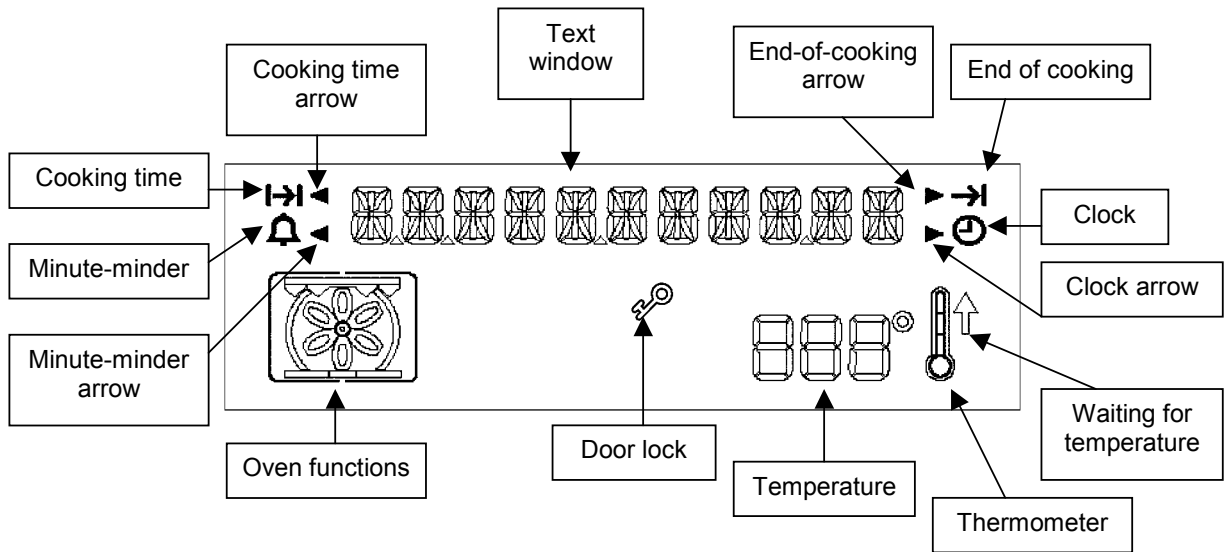 Text
window
Cooking time
arrow
End-of-cooking
arrow
End of cooking
Cooking time
Clock
Minute-minder
Clock arrow
Minute-minder
arrow
Oven functions
Door lock
Temperature
Waiting for
temperature
Thermometer